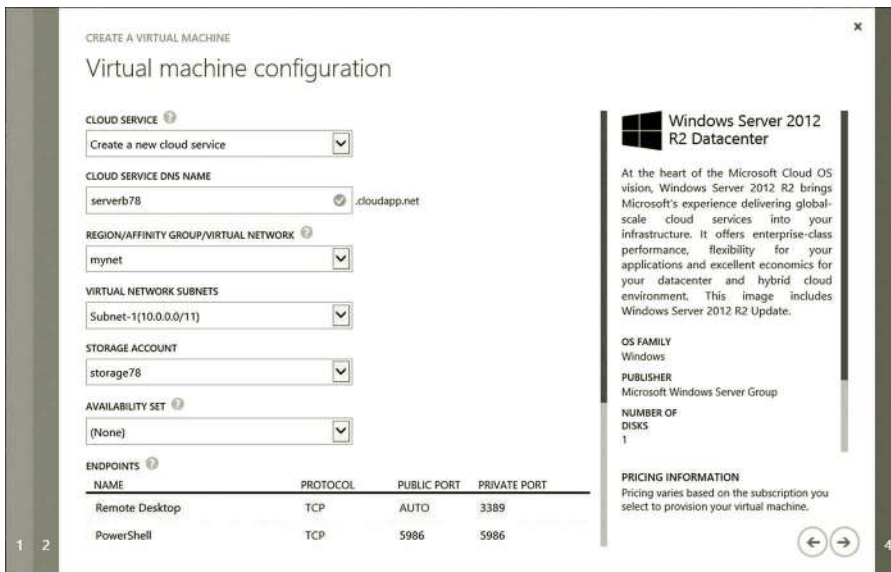 CREATE A VIRTUAL MACHINE
Virtual machine configuration
CLOUD SERVICE ?
Create a new cloud service
CLOUD SERVICE DNS NAME
serverb78 .cloudapp.net
REGION/AFFINITY GROUP/VIRTUAL NETWORK ?
mynet
VIRTUAL NETWORK SUBNETS
Subnet-1(10.0.0.0/11)
STORAGE ACCOUNT
storage78
AVAILABILITY SET ?
(None)
ENDPOINTS ?
NAME PROTOCOL PUBLIC PORT PRIVATE PORT
Remote Desktop TCP AUTO 3389
PowerShell TCP 5986 5986
Windows Server 2012
R2 Datacenter
At the heart of the Microsoft Cloud OS
vision, Windows Server 2012 R2 brings
Microsoft's experience delivering global-
scale cloud services into your
infrastructure. It offers enterprise-class
performance, flexibility for your
applications and excellent economics for
your datacenter and hybrid cloud
environment. This image includes
Windows Server 2012 R2 Update.
OS FAMILY
Windows
PUBLISHER
Microsoft Windows Server Group
NUMBER OF
DISKS
1
PRICING INFORMATION
Pricing varies based on the subscription you
select to provision your virtual machine.
1 2
4